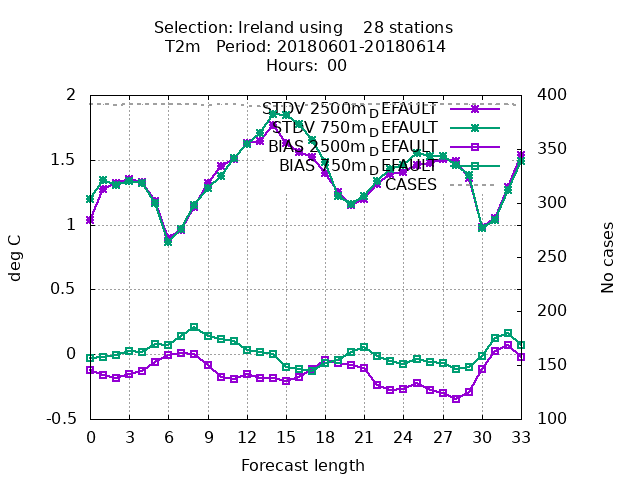 Selection: Ireland using    28 stations
T2m   Period: 20180601-20180614
Hours: 00
2
1.5
1
0.5
0
-0.5
400
350
300
250
200
150
100
STDV 2500m_DEFAULT
STDV 750m_DEFAULT
BIAS 2500m_DEFAULT
BIAS 750m_DEFAULT
CASES
deg C
No cases
0 3 6 9 12 15 18 21 24 27 30 33
Forecast length